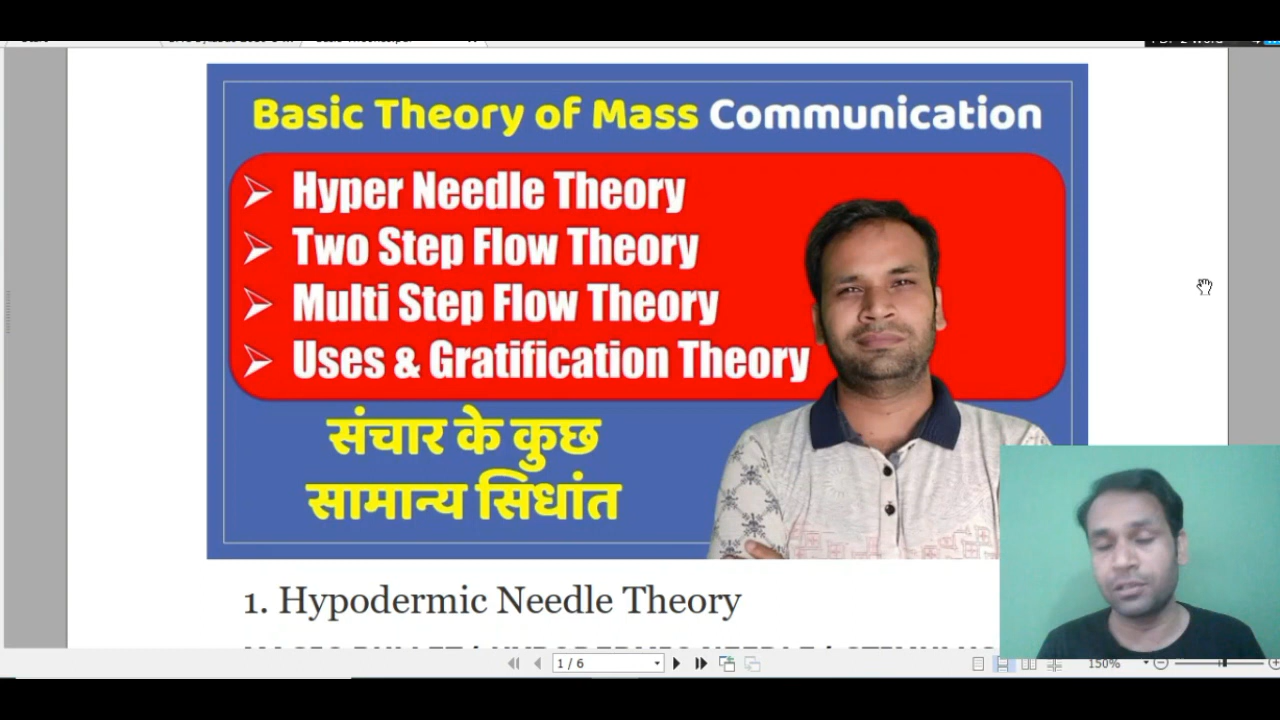 Basic Theory of Mass Communication
Hyper Needle Theory
Two Step Flow Theory
Multi Step Flow Theory
Uses & Gratification Theory
संचार के कुछ
सामान्य सिधांत
1. Hypodermic Needle Theory
1 / 6
150%